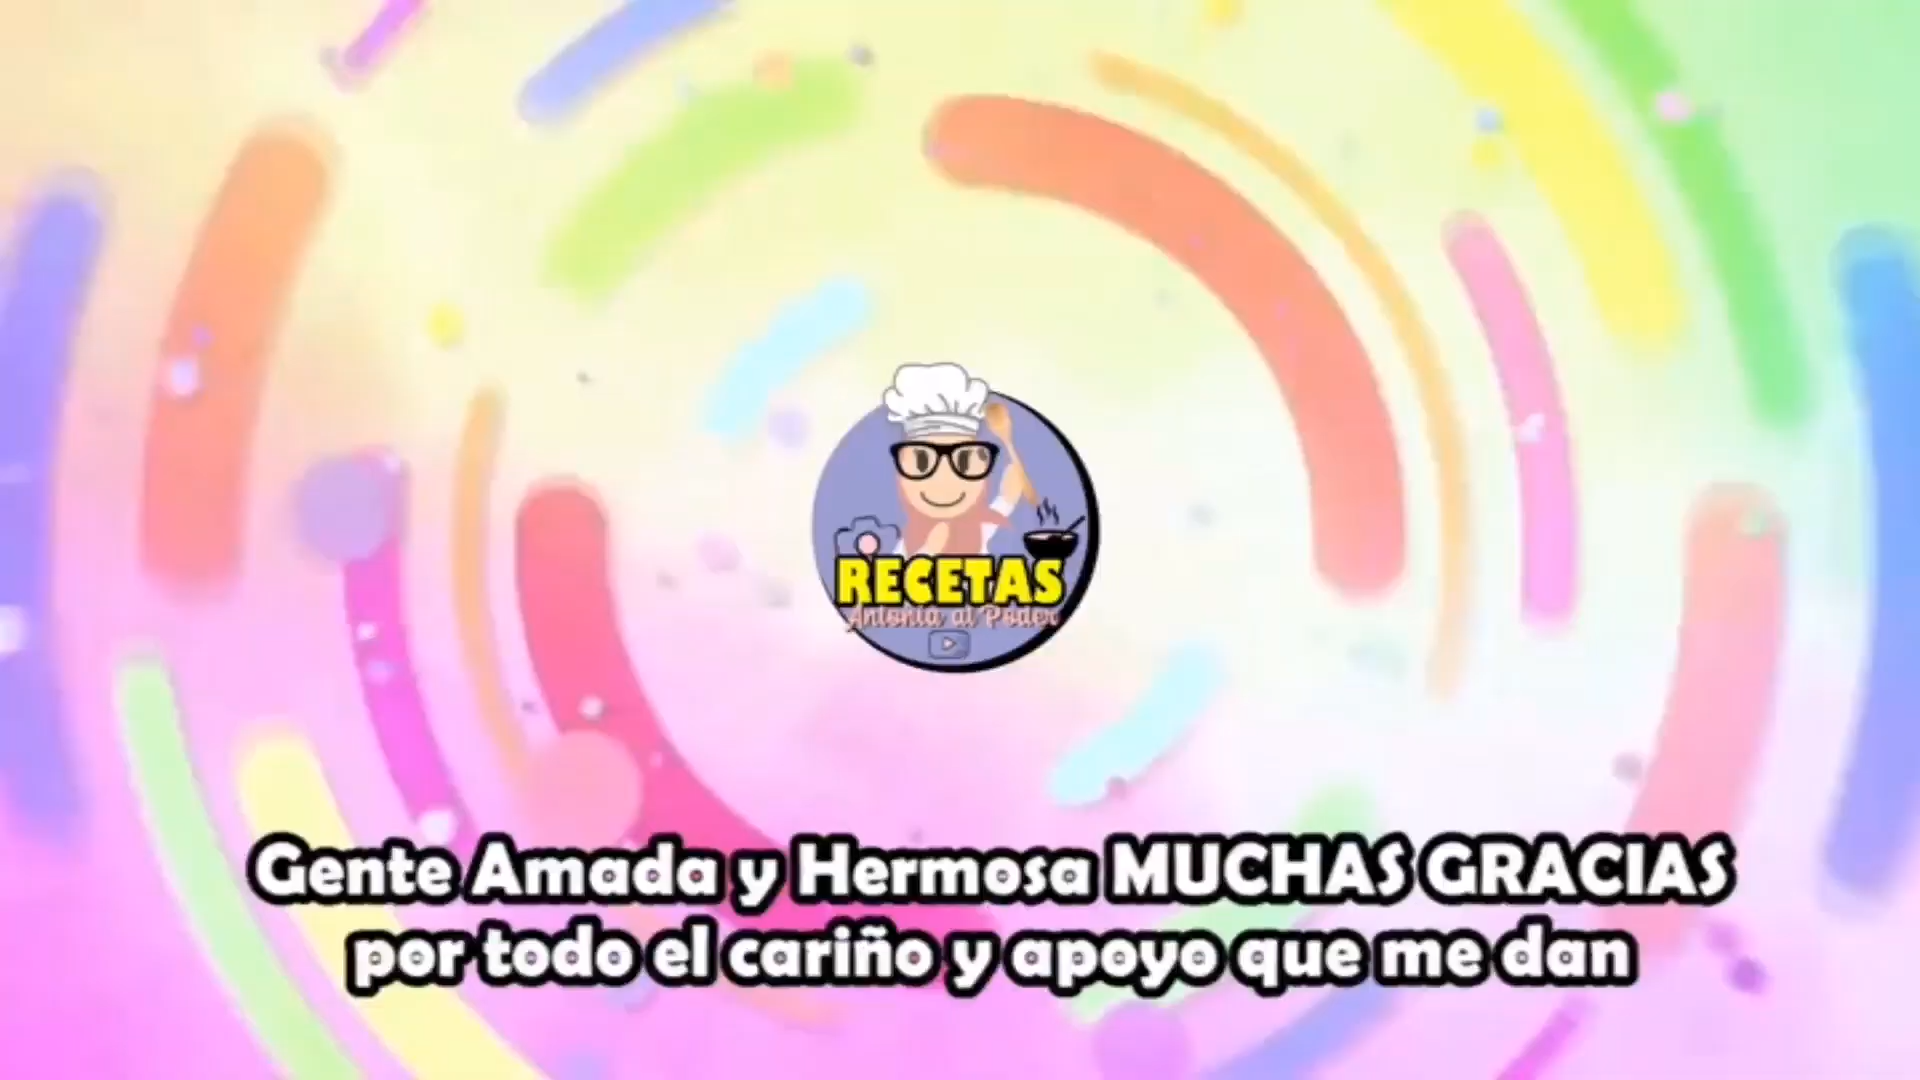 RECETAS
Antonia al Poder
Gente Amada y Hermosa MUCHAS GRACIAS
por todo el cariño y apoyo que me dan